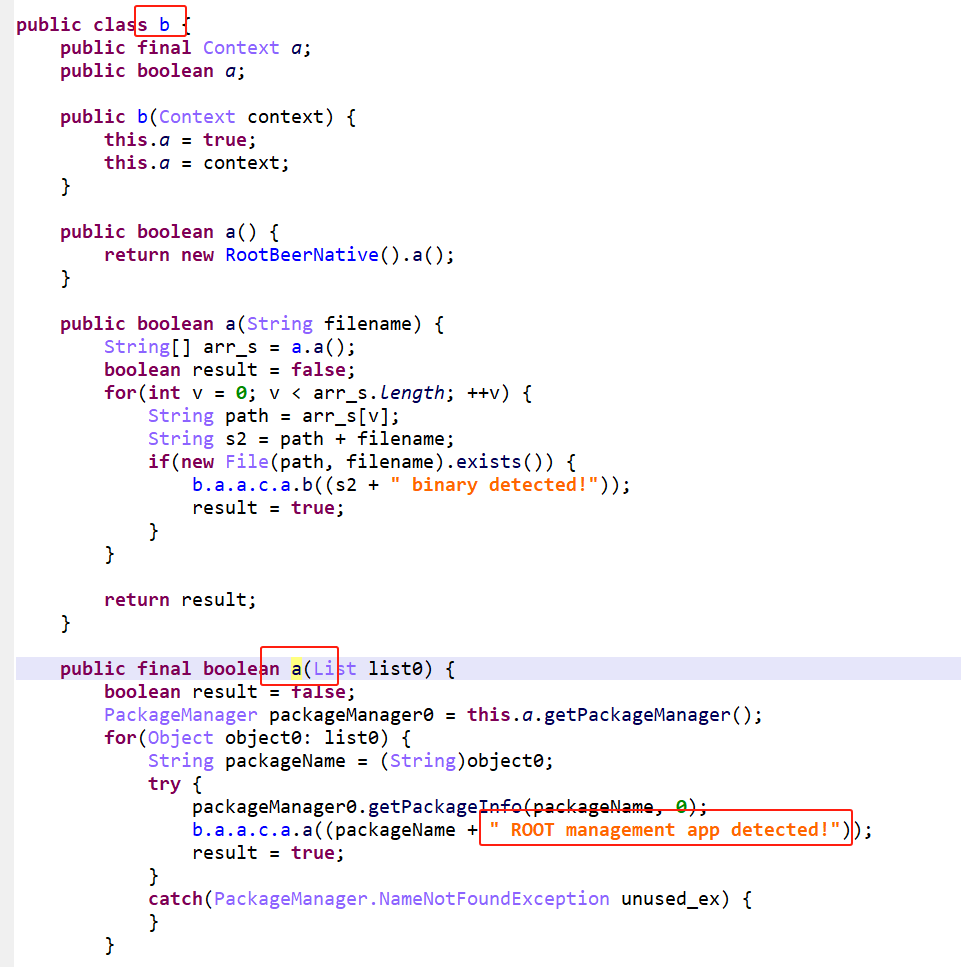 public class b {
public final Context a;
public boolean a;
public b(Context context) {
this.a = true;
this.a = context;
}
public boolean a() {
return new RootBeerNative().a();
}
public boolean a(String filename) {
String[] arr_s = a.a();
boolean result = false;
for(int v = 0; v < arr_s.length; ++v) {
String path = arr_s[v];
String s2 = path + filename;
if(new File(path, filename).exists()) {
b.a.a.c.a.b((s2 + " binary detected!"));
result = true;
}
}
return result;
}
public final boolean a(List list0) {
boolean result = false;
PackageManager packageManager0 = this.a.getPackageManager();
for(Object object0: list0) {
String packageName = (String)object0;
try {
packageManager0.getPackageInfo(packageName, 0);
b.a.a.c.a.a((packageName + " ROOT management app detected!"));
result = true;
}
catch(PackageManager.NameNotFoundException unused_ex) {
}
}